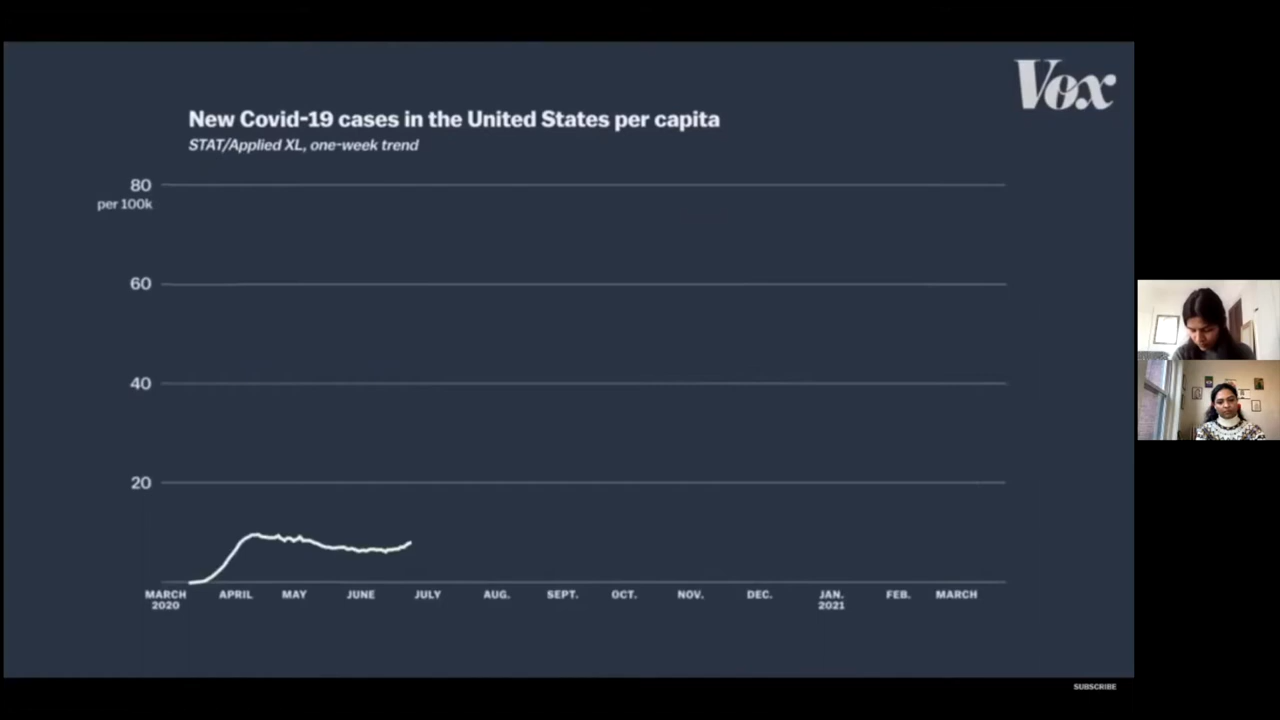 Vox
New Covid-19 cases in the United States per capita
STAT/Applied XL, one-week trend
80
per 100k
60
40
20
MARCH APRIL MAY JUNE JULY AUG. SEPT. OCT. NOV. DEC. JAN. FEB. MARCH
2020 2021
SUBSCRIBE